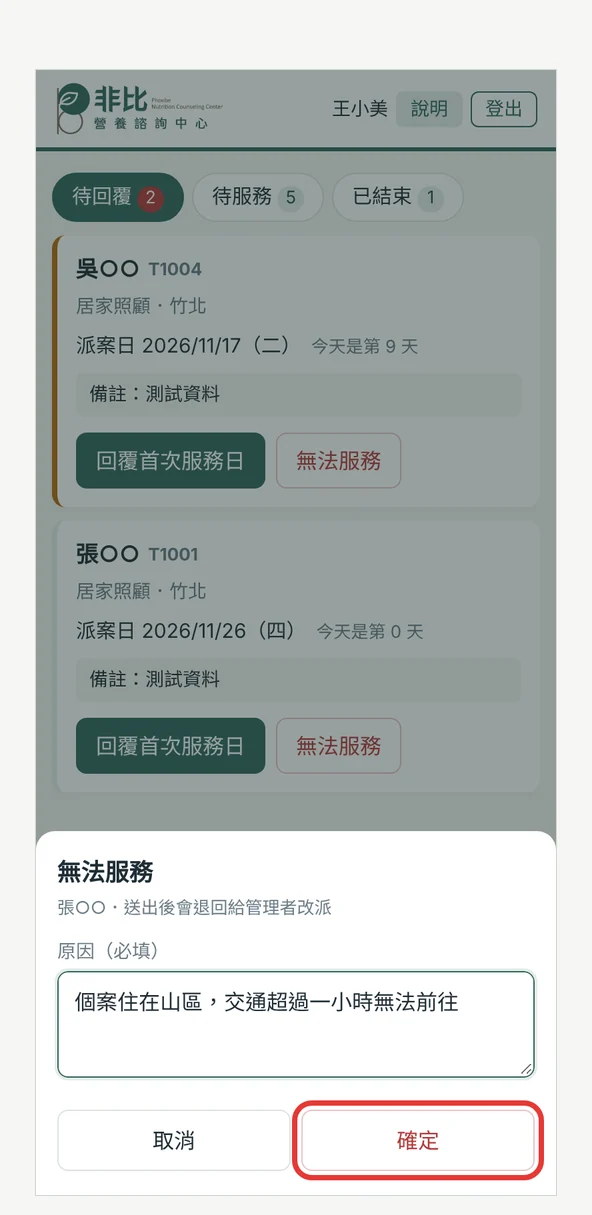 非比 Phoebe
Nutrition Counseling Center
營養諮詢中心
王小美 說明 登出
待回覆 2 待服務 5 已結束 1
吳○○ T1004
居家照顧・竹北
派案日 2026/11/17（二） 今天是第 9 天
備註：測試資料
回覆首次服務日 無法服務
張○○ T1001
居家照顧・竹北
派案日 2026/11/26（四） 今天是第 0 天
備註：測試資料
回覆首次服務日 無法服務
無法服務
張○○・送出後會退回給管理者改派
原因（必填）
個案住在山區，交通超過一小時無法前往
取消 確定